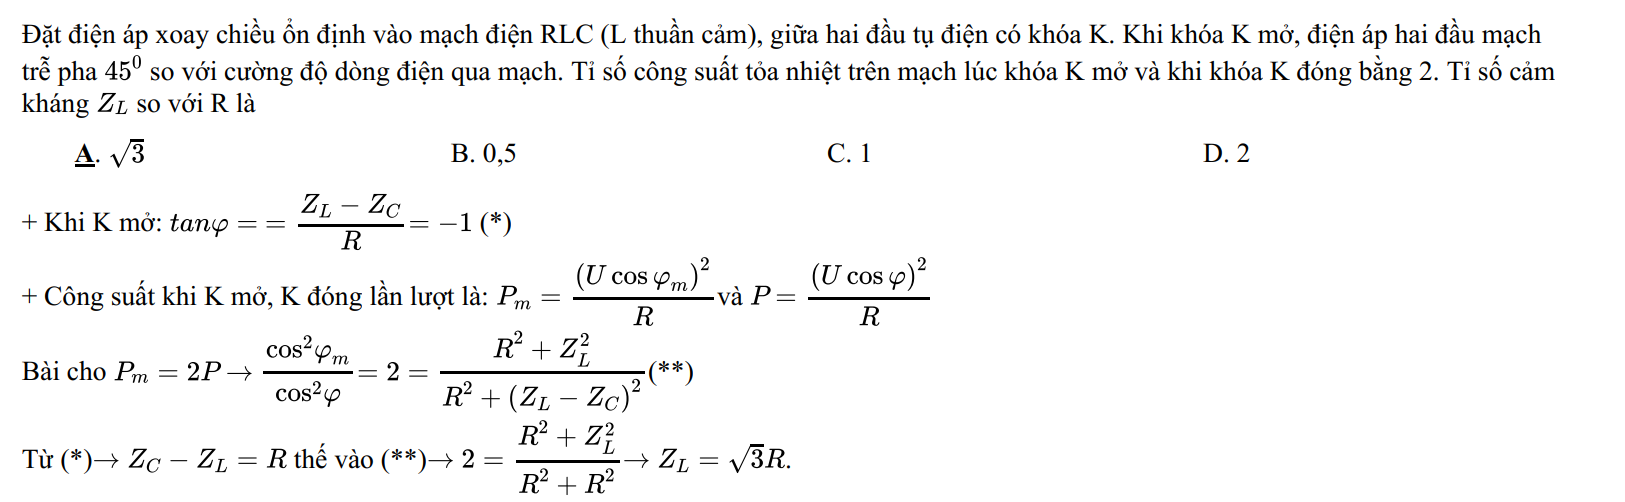 Đặt điện áp xoay chiều ổn định vào mạch điện RLC (L thuần cảm), giữa hai đầu tụ điện có khóa K. Khi khóa K mở, điện áp hai đầu mạch
trễ pha $45^0$ so với cường độ dòng điện qua mạch. Tỉ số công suất tỏa nhiệt trên mạch lúc khóa K mở và khi khóa K đóng bằng 2. Tỉ số cảm
kháng $Z_L$ so với R là
A. $\sqrt{3}$ B. 0,5 C. 1 D. 2
+ Khi K mở: $tan\varphi == \frac{Z_L - Z_C}{R} = -1$ (*)
+ Công suất khi K mở, K đóng lần lượt là: $P_m = \frac{(U \cos \varphi_m)^2}{R}$ và $P = \frac{(U \cos \varphi)^2}{R}$
Bài cho $P_m = 2P \rightarrow \frac{\cos^2 \varphi_m}{\cos^2 \varphi} = 2 = \frac{R^2 + Z_L^2}{R^2 + (Z_L - Z_C)^2}$ (**)
Từ (*)$\rightarrow Z_C - Z_L = R$ thế vào (**)$\rightarrow 2 = \frac{R^2 + Z_L^2}{R^2 + R^2} \rightarrow Z_L = \sqrt{3}R.$